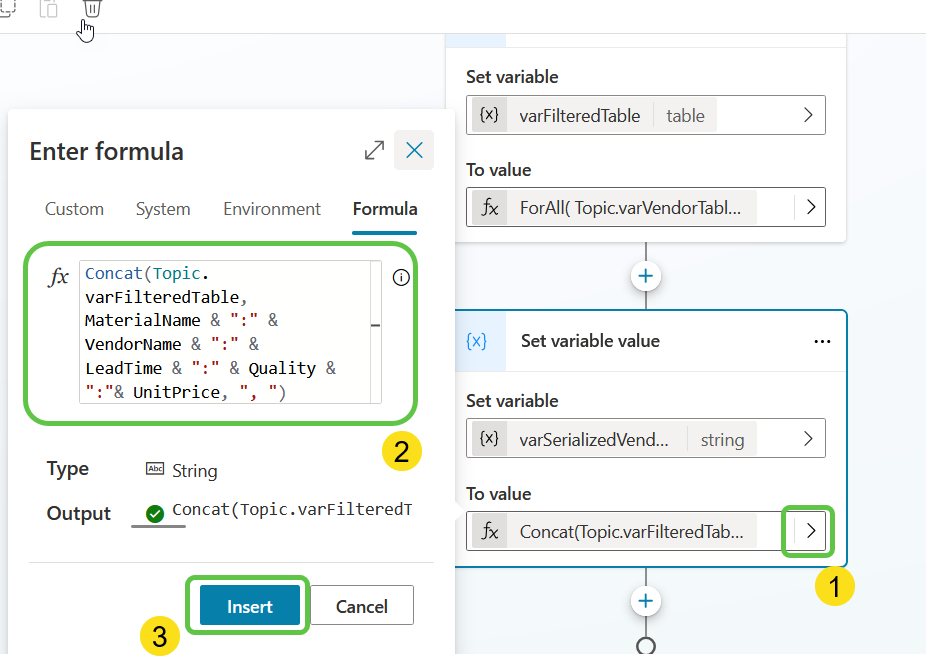 Set variable
{x} varFilteredTable table
To value
fx ForAll( Topic.varVendorTabl...
Enter formula
Custom System Environment Formula
fx
Concat(Topic.
varFilteredTable,
MaterialName & ":" &
VendorName & ":" &
LeadTime & ":" & Quality &
":"& UnitPrice, ", ")
2
Type Abc String
Output Concat(Topic.varFilteredT
Insert Cancel
3
{x} Set variable value ...
Set variable
{x} varSerializedVend... string
To value
fx Concat(Topic.varFilteredTab...
1